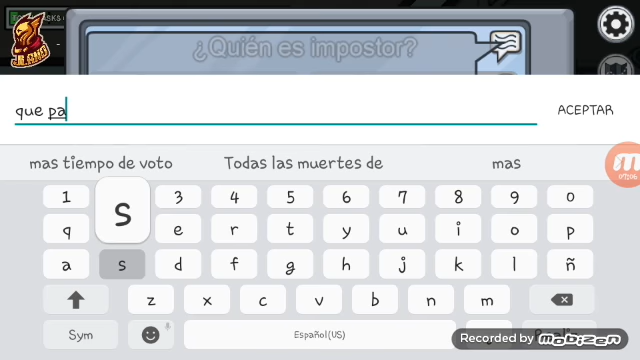 ¿Quién es impostor?
que pa
ACEPTAR
mas tiempo de voto Todas las muertes de mas
1 3 4 5 6 7 8 9 0
s
q e r t y u i o p
a s d f g h j k l ñ
z x c v b n m
Sym Español(US)
Recorded by MOBIZEN